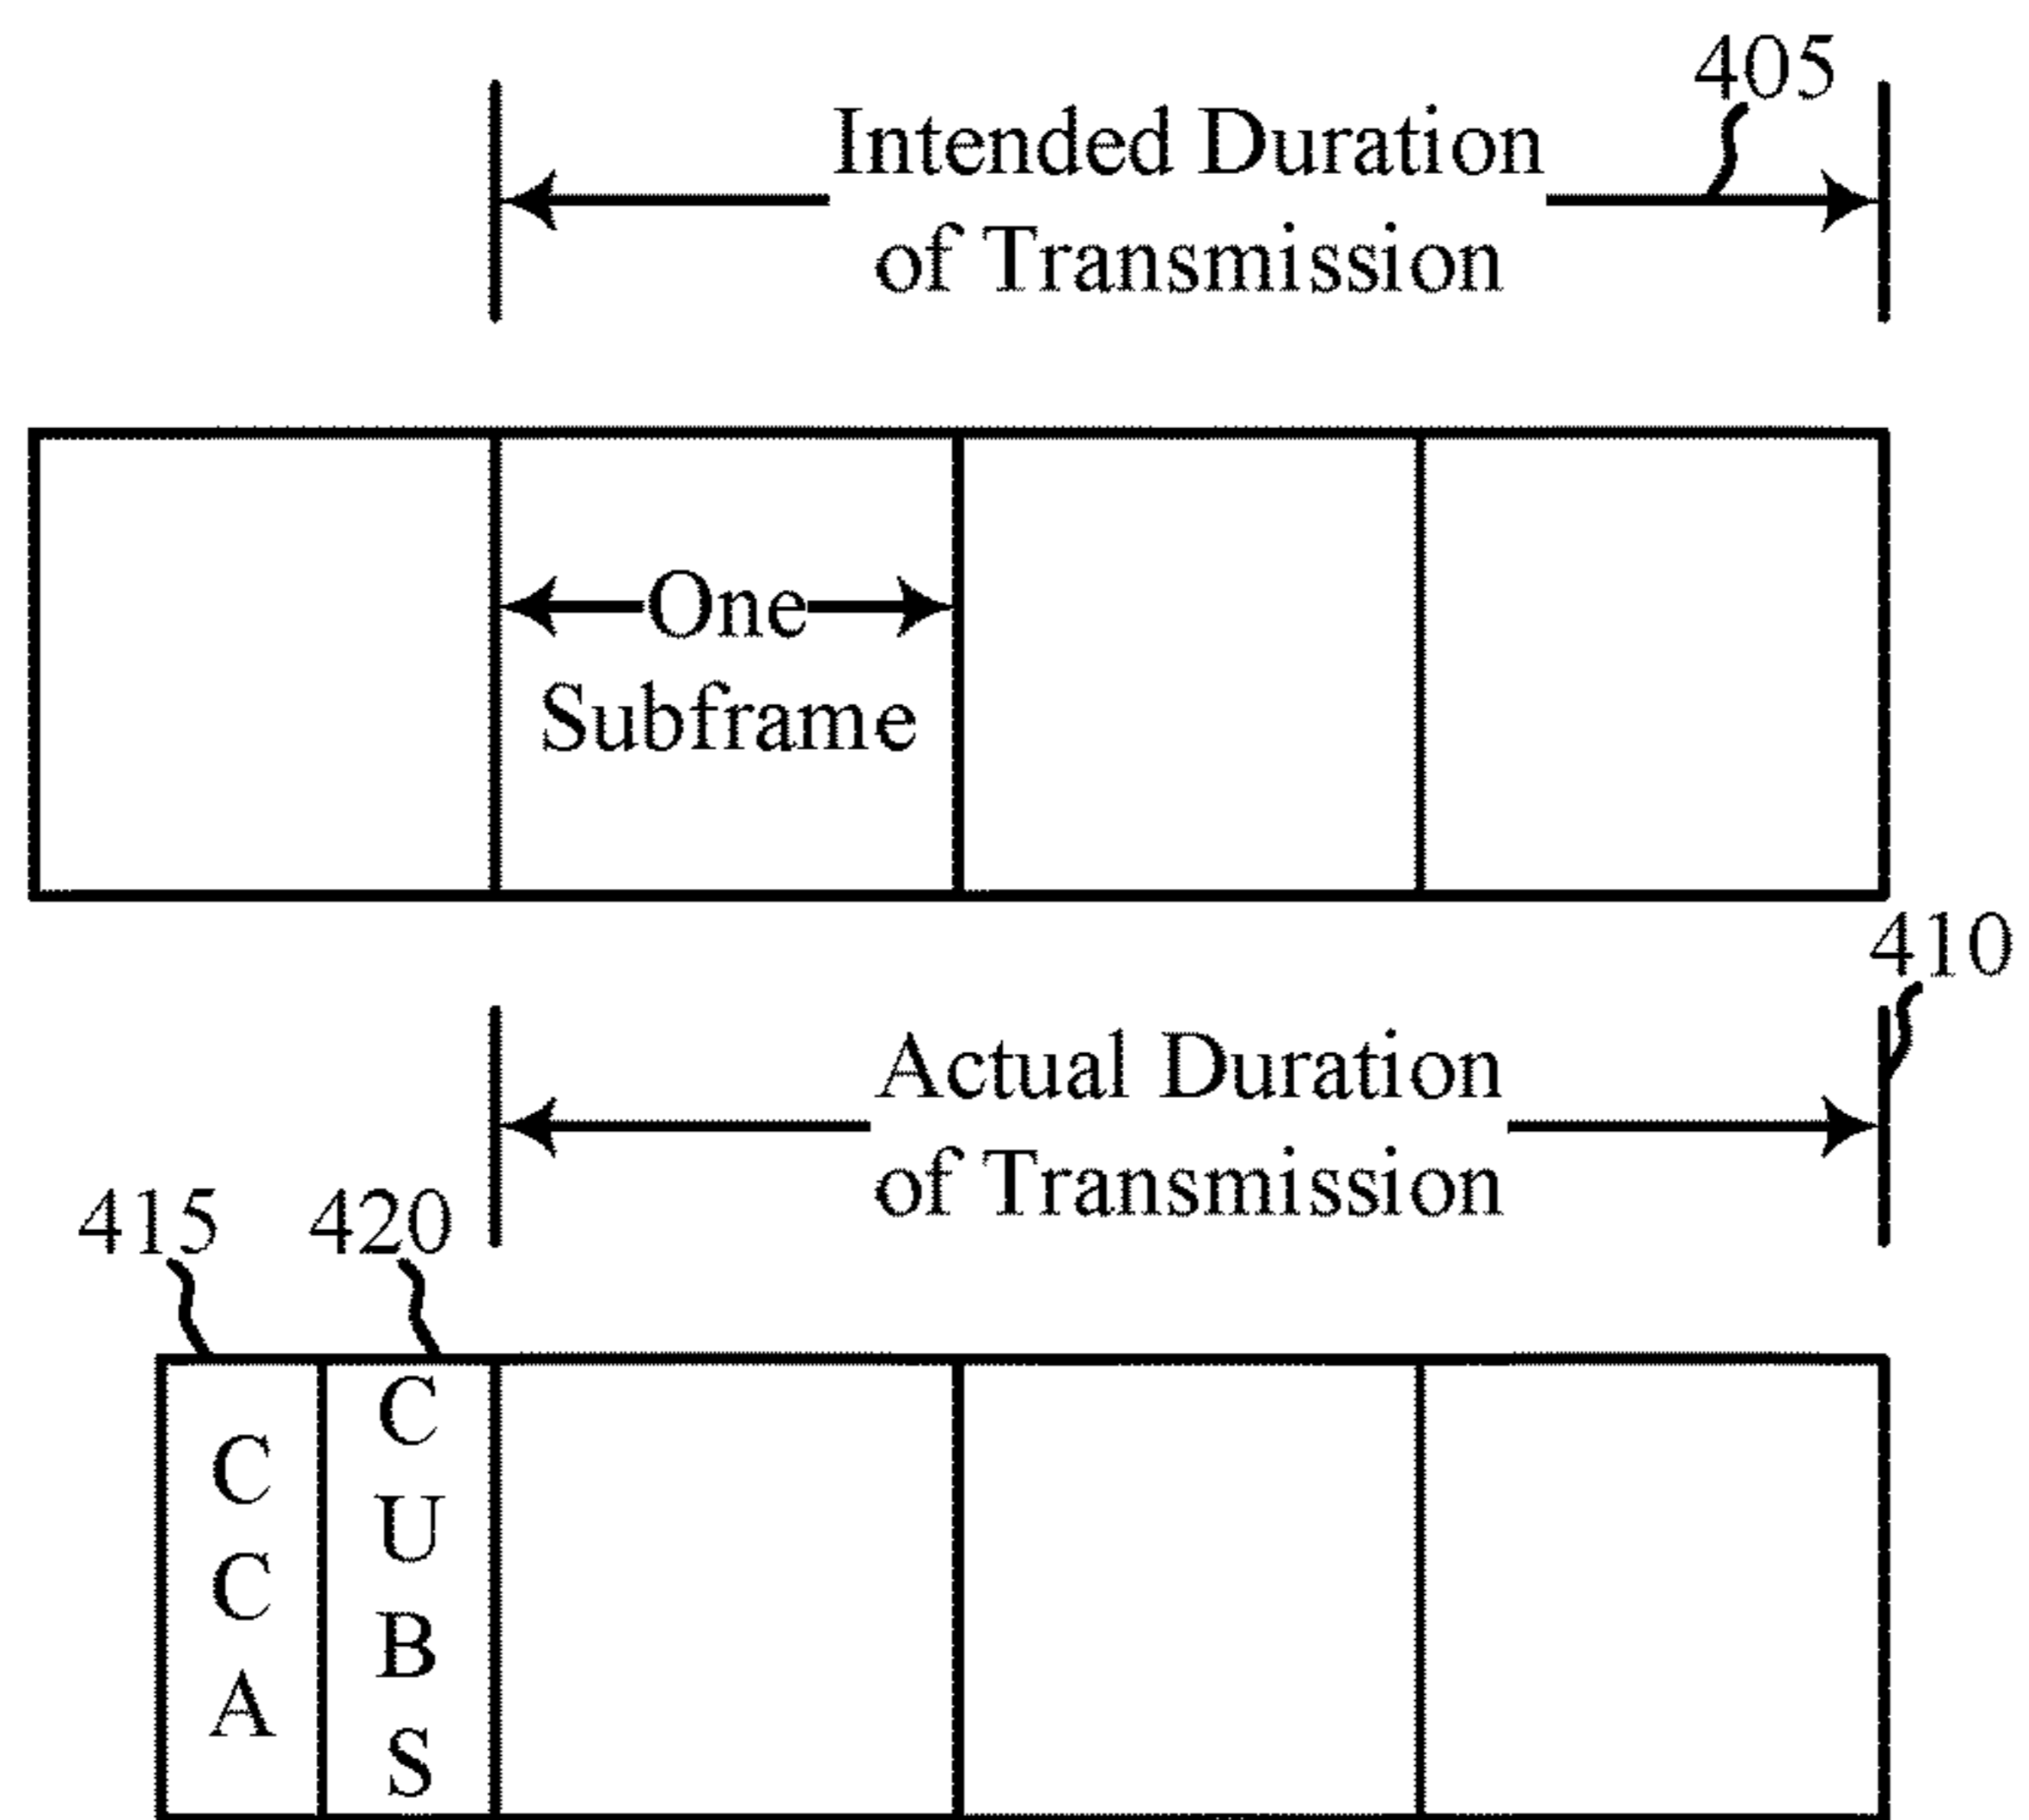 405
Intended Duration
of Transmission
One
Subframe
410
Actual Duration
of Transmission
415
420
C
C
A
C
U
B
S